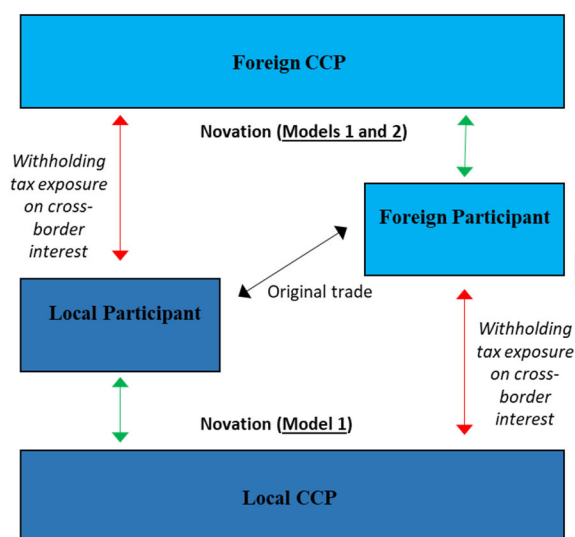 Foreign CCP
Novation (Models 1 and 2)
Withholding
tax exposure
on cross-
border
interest
Foreign Participant
Original trade
Local Participant
Withholding
tax exposure
on cross-
border
interest
Novation (Model 1)
Local CCP